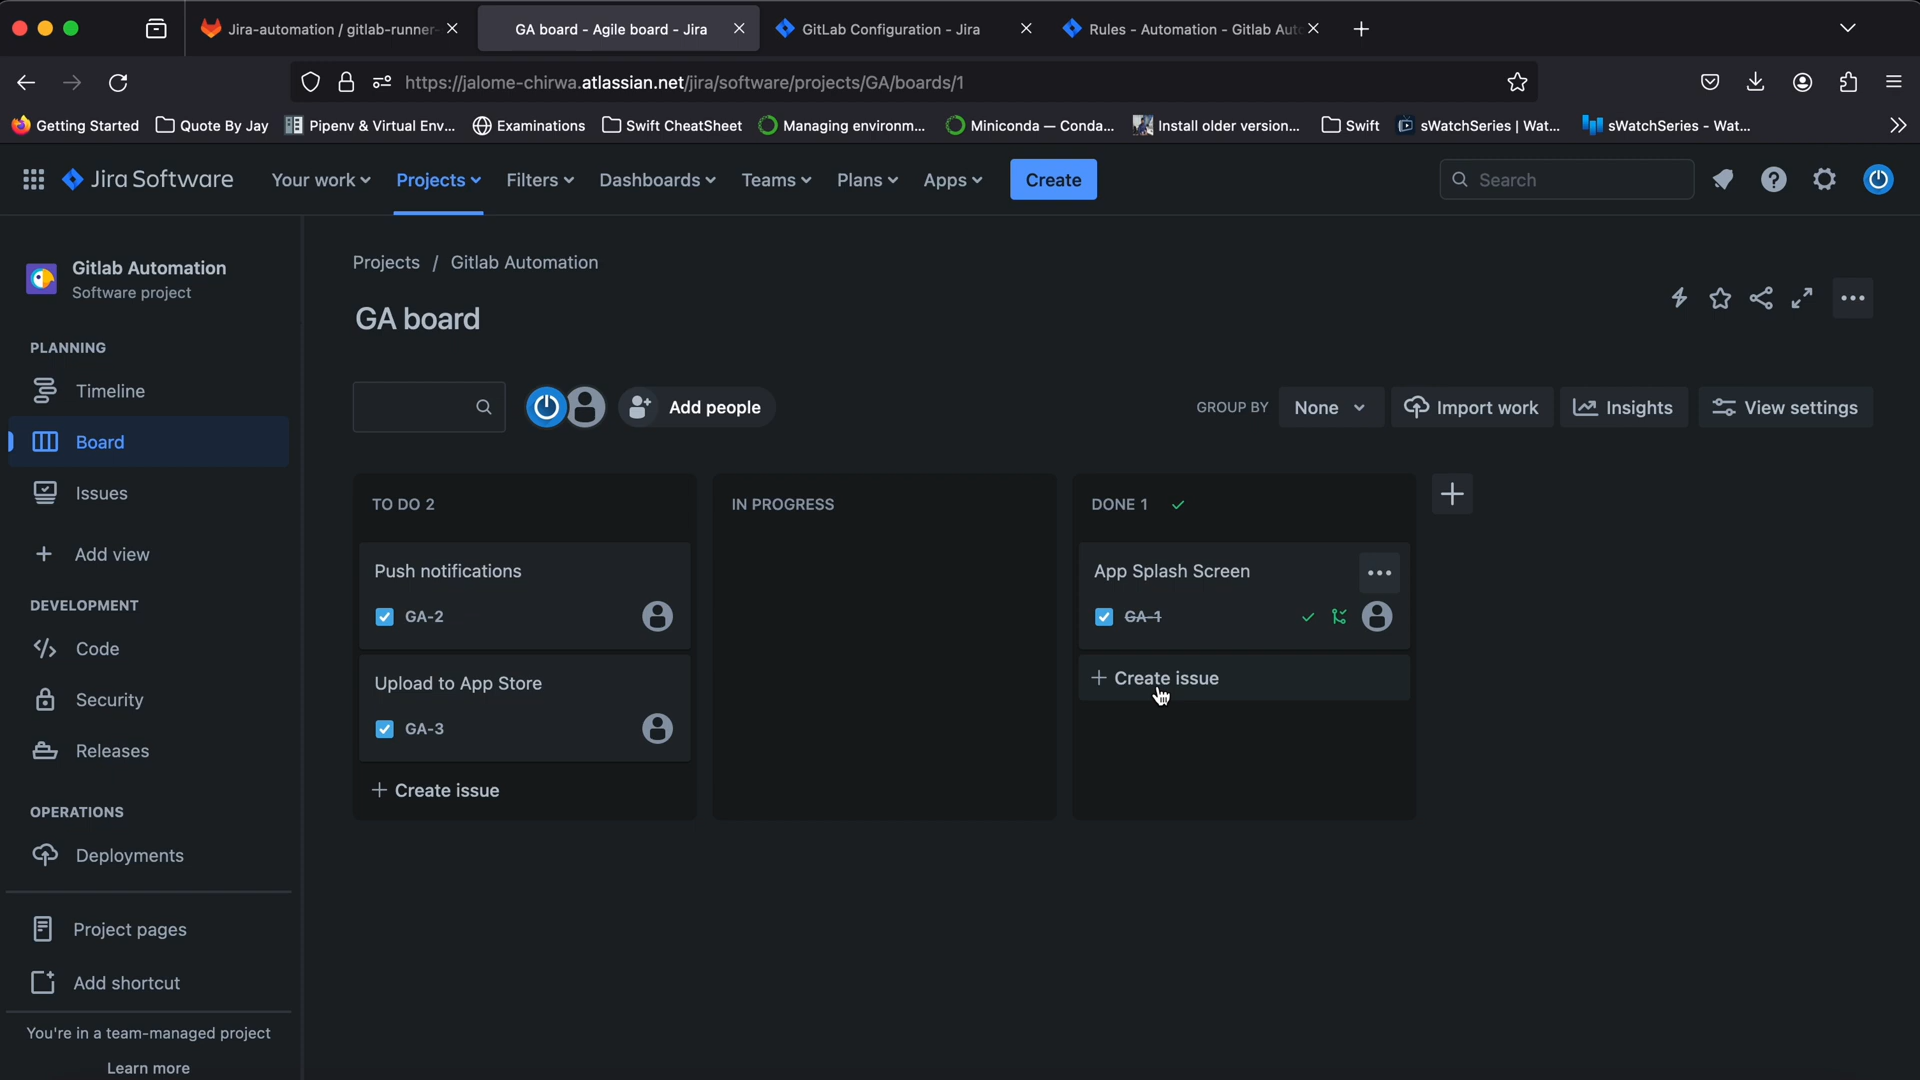 Jira-automation / gitlab-runner-
GA board - Agile board - Jira
GitLab Configuration - Jira
Rules - Automation - Gitlab Aut
https://jalome-chirwa.atlassian.net/jira/software/projects/GA/boards/1
Getting Started
Quote By Jay
Pipenv & Virtual Env...
Examinations
Swift CheatSheet
Managing environm...
Miniconda — Conda...
Install older version...
Swift
sWatchSeries | Wat...
sWatchSeries - Wat...
Jira Software
Your work
Projects
Filters
Dashboards
Teams
Plans
Apps
Create
Search
Gitlab Automation
Software project
PLANNING
Timeline
Board
Issues
Add view
DEVELOPMENT
Code
Security
Releases
OPERATIONS
Deployments
Project pages
Add shortcut
You're in a team-managed project
Learn more
Projects / Gitlab Automation
GA board
Add people
GROUP BY
None
Import work
Insights
View settings
TO DO 2
Push notifications
GA-2
Upload to App Store
GA-3
+ Create issue
IN PROGRESS
DONE 1
App Splash Screen
GA-1
+ Create issue